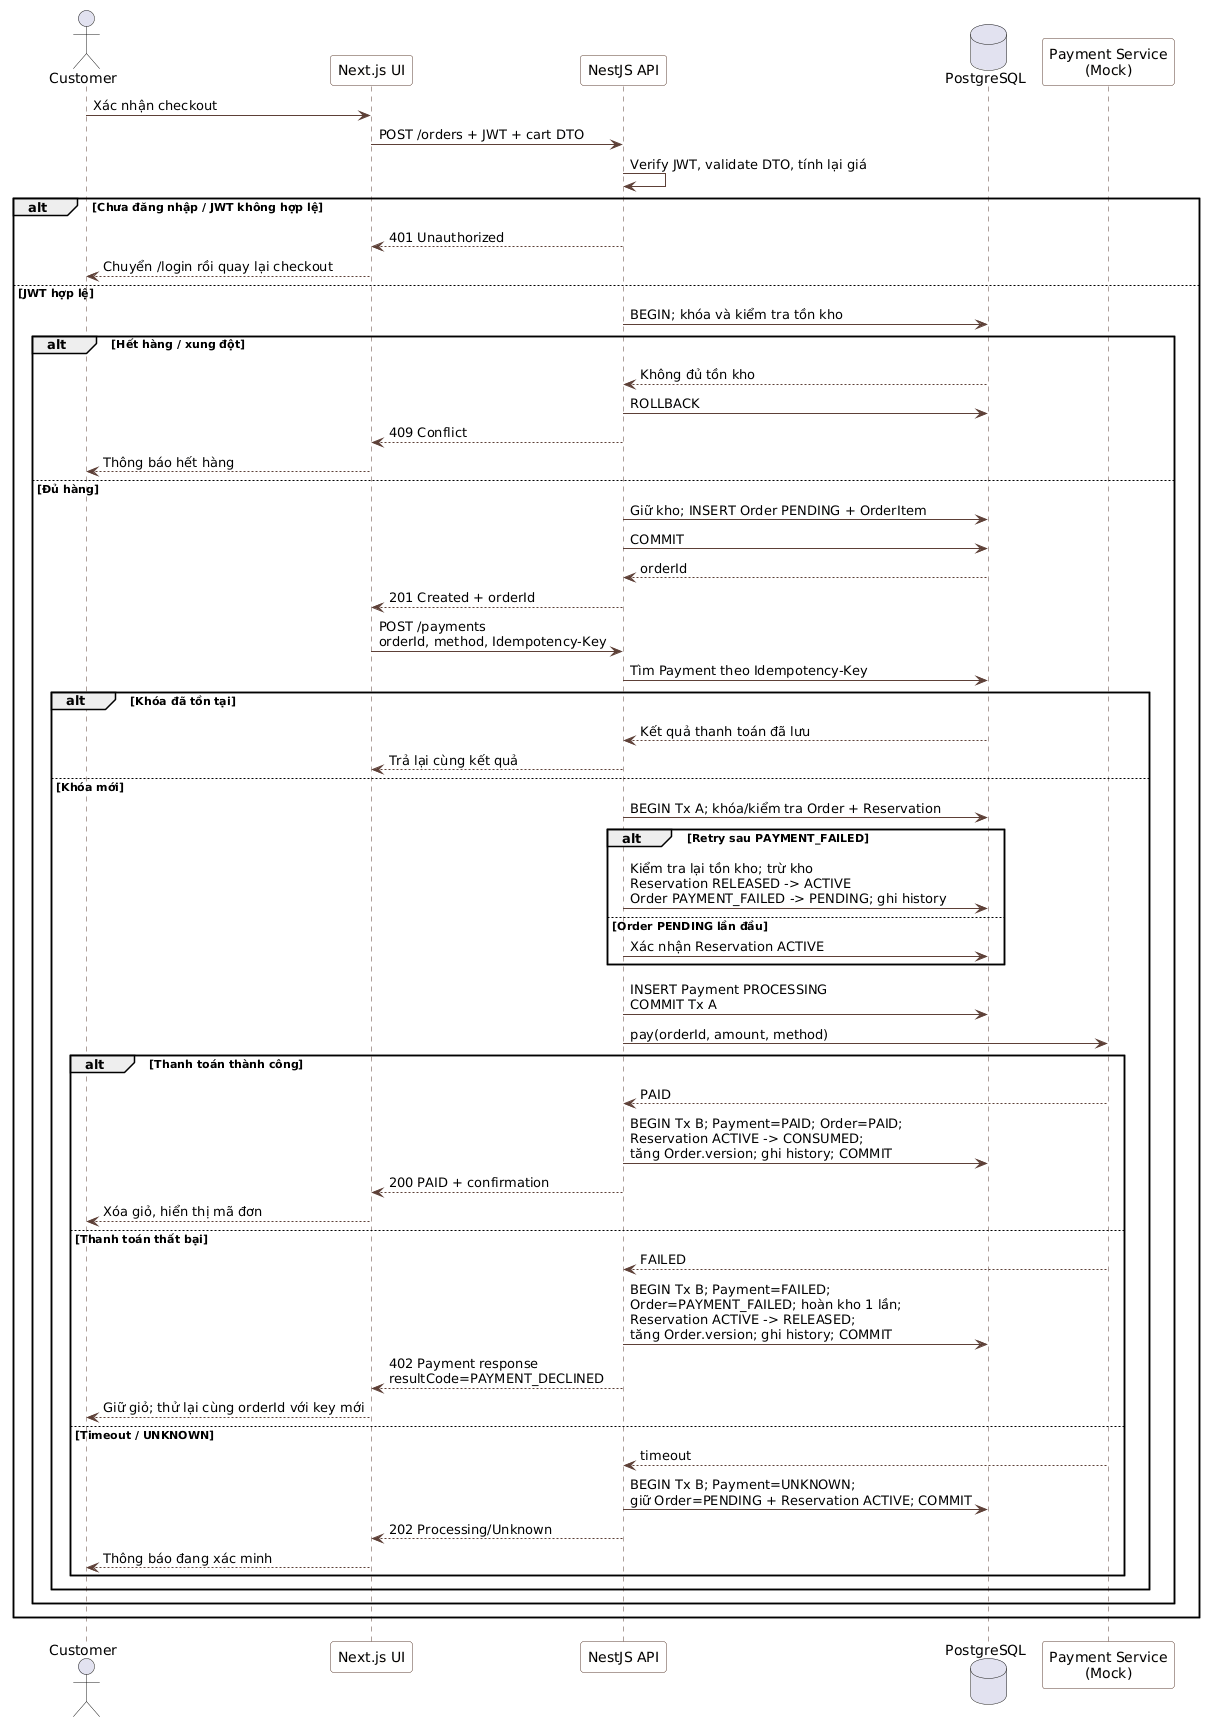 Customer
Next.js UI
NestJS API
PostgreSQL
Payment Service
(Mock)
Xác nhận checkout
POST /orders + JWT + cart DTO
Verify JWT, validate DTO, tính lại giá
alt [Chưa đăng nhập / JWT không hợp lệ]
401 Unauthorized
Chuyển /login rồi quay lại checkout
[JWT hợp lệ]
BEGIN; khóa và kiểm tra tồn kho
alt [Hết hàng / xung đột]
Không đủ tồn kho
ROLLBACK
409 Conflict
Thông báo hết hàng
[Đủ hàng]
Giữ kho; INSERT Order PENDING + OrderItem
COMMIT
orderId
201 Created + orderId
POST /payments
orderId, method, Idempotency-Key
Tìm Payment theo Idempotency-Key
alt [Khóa đã tồn tại]
Kết quả thanh toán đã lưu
Trả lại cùng kết quả
[Khóa mới]
BEGIN Tx A; khóa/kiểm tra Order + Reservation
alt [Retry sau PAYMENT_FAILED]
Kiểm tra lại tồn kho; trừ kho
Reservation RELEASED -> ACTIVE
Order PAYMENT_FAILED -> PENDING; ghi history
[Order PENDING lần đầu]
Xác nhận Reservation ACTIVE
INSERT Payment PROCESSING
COMMIT Tx A
pay(orderId, amount, method)
alt [Thanh toán thành công]
PAID
BEGIN Tx B; Payment=PAID; Order=PAID;
Reservation ACTIVE -> CONSUMED;
tăng Order.version; ghi history; COMMIT
200 PAID + confirmation
Xóa giỏ, hiển thị mã đơn
[Thanh toán thất bại]
FAILED
BEGIN Tx B; Payment=FAILED;
Order=PAYMENT_FAILED; hoàn kho 1 lần;
Reservation ACTIVE -> RELEASED;
tăng Order.version; ghi history; COMMIT
402 Payment response
resultCode=PAYMENT_DECLINED
Giữ giỏ; thử lại cùng orderId với key mới
[Timeout / UNKNOWN]
timeout
BEGIN Tx B; Payment=UNKNOWN;
giữ Order=PENDING + Reservation ACTIVE; COMMIT
202 Processing/Unknown
Thông báo đang xác minh
Customer
Next.js UI
NestJS API
PostgreSQL
Payment Service
(Mock)